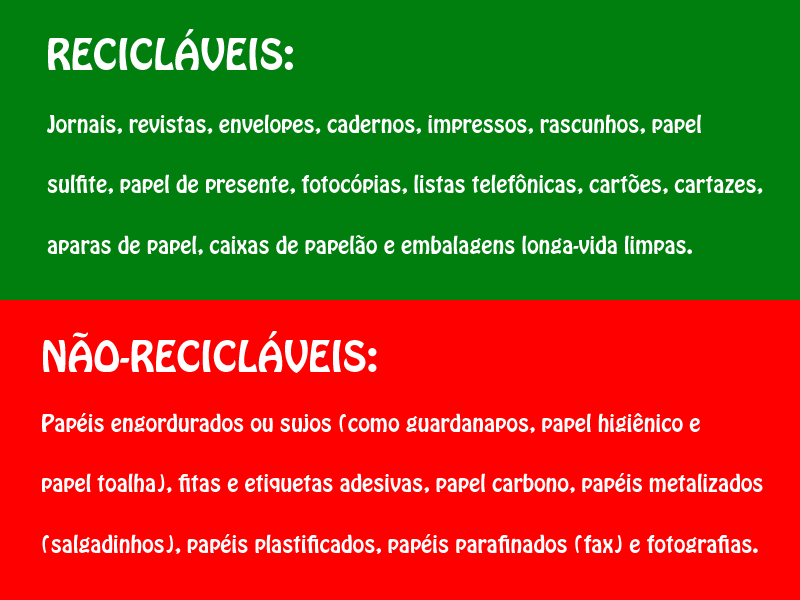 RECICLÁVEIS:
Jornais, revistas, envelopes, cadernos, impressos, rascunhos, papel
sulfite, papel de presente, fotocópias, listas telefônicas, cartões, cartazes,
aparas de papel, caixas de papelão e embalagens longa-vida limpas.
NÃO-RECICLÁVEIS:
Papéis engordurados ou sujos (como guardanapos, papel higiênico e
papel toalha), fitas e etiquetas adesivas, papel carbono, papéis metalizados
(salgadinhos), papéis plastificados, papéis parafinados (fax) e fotografias.